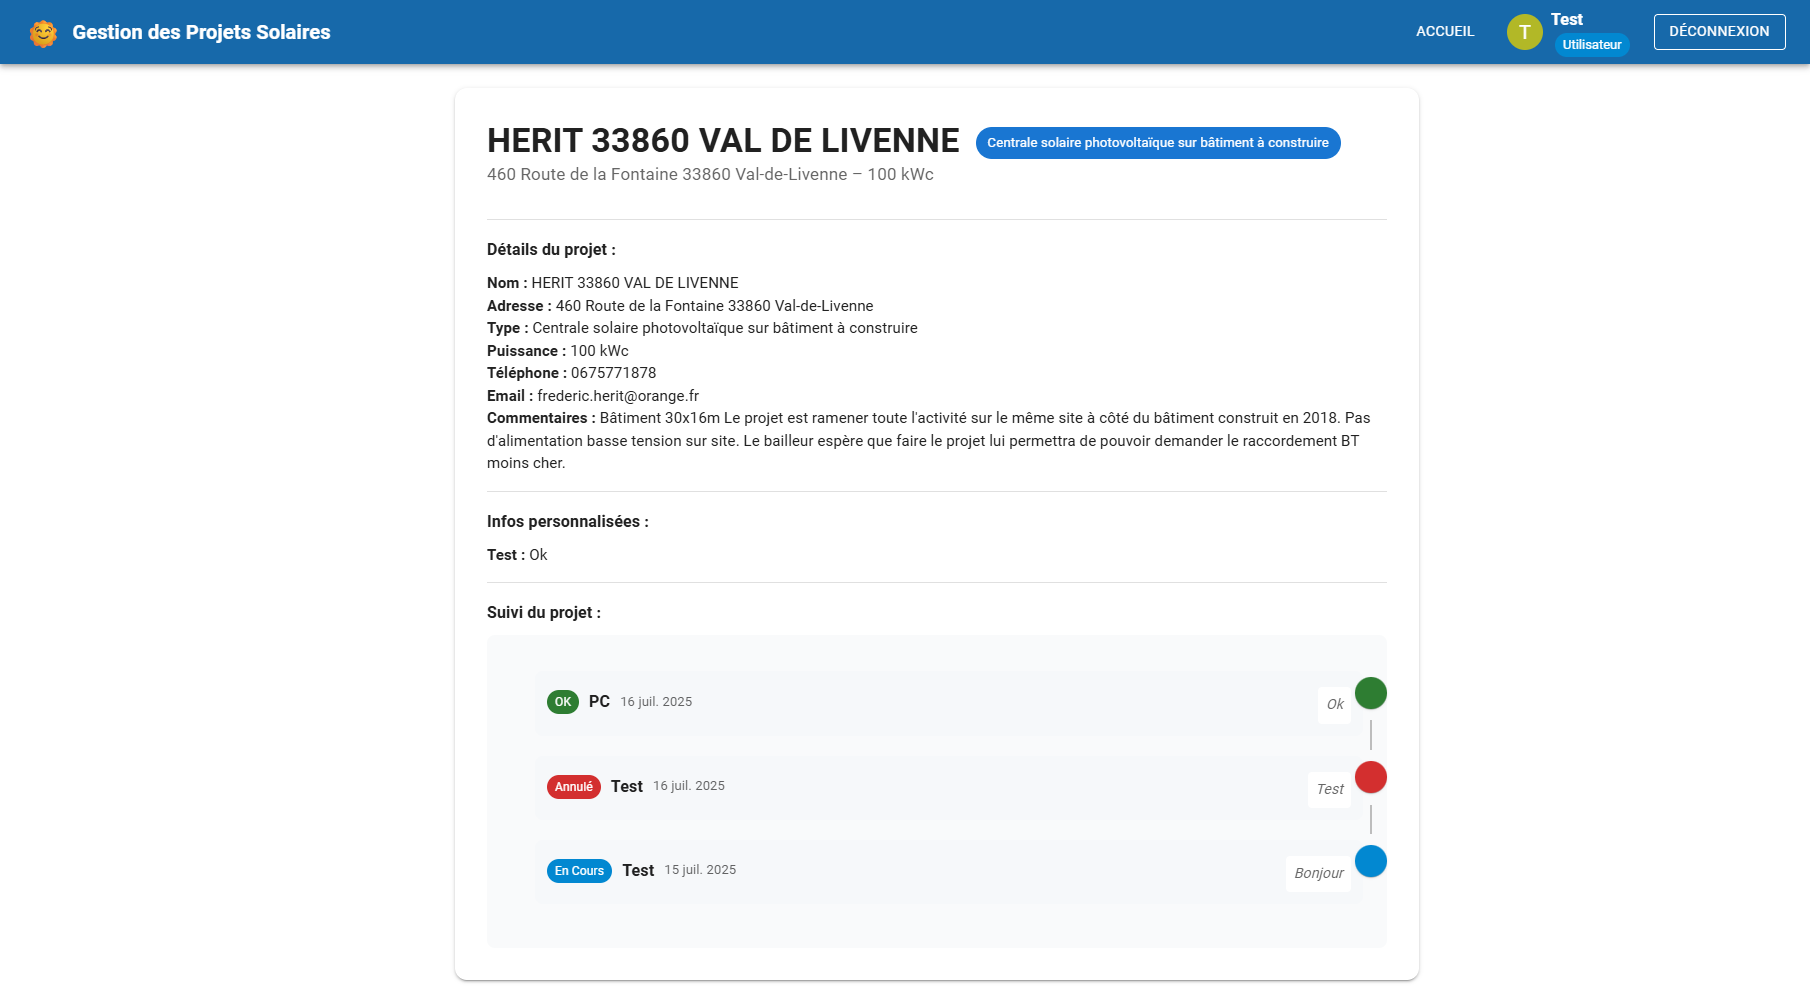 Gestion des Projets Solaires
ACCUEIL
T
Test
Utilisateur
DÉCONNEXION
HERIT 33860 VAL DE LIVENNE
Centrale solaire photovoltaïque sur bâtiment à construire
460 Route de la Fontaine 33860 Val-de-Livenne – 100 kWc
Détails du projet :
Nom : HERIT 33860 VAL DE LIVENNE
Adresse : 460 Route de la Fontaine 33860 Val-de-Livenne
Type : Centrale solaire photovoltaïque sur bâtiment à construire
Puissance : 100 kWc
Téléphone : 0675771878
Email : frederic.herit@orange.fr
Commentaires : Bâtiment 30x16m Le projet est ramener toute l'activité sur le même site à côté du bâtiment construit en 2018. Pas
d'alimentation basse tension sur site. Le bailleur espère que faire le projet lui permettra de pouvoir demander le raccordement BT
moins cher.
Infos personnalisées :
Test : Ok
Suivi du projet :
OK PC 16 juil. 2025 Ok
Annulé Test 16 juil. 2025 Test
En Cours Test 15 juil. 2025 Bonjour